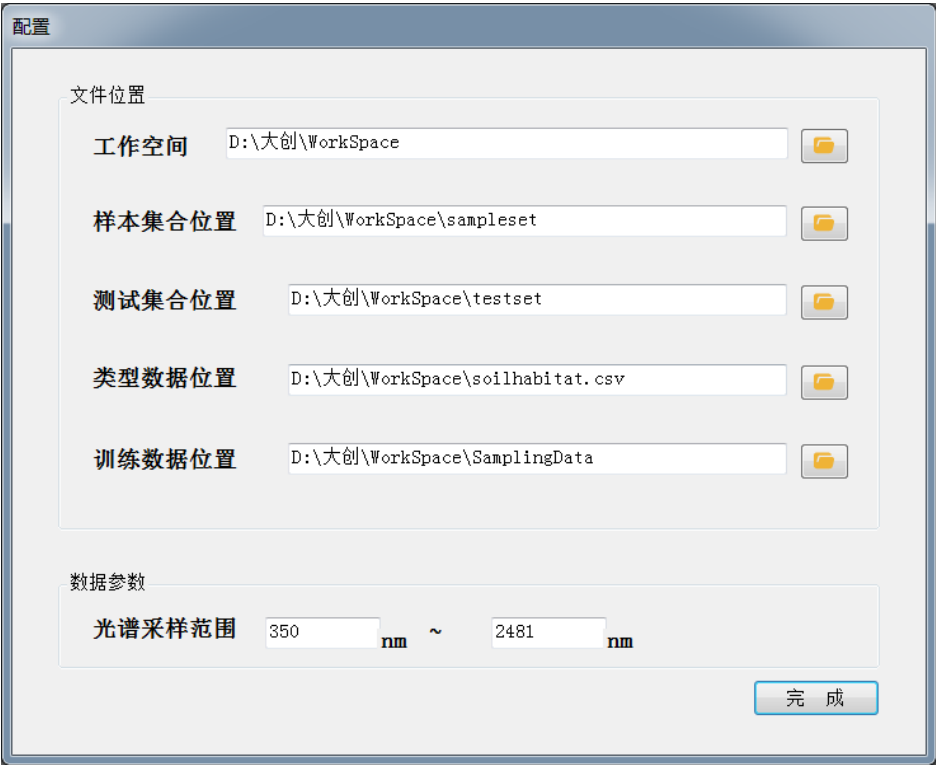 配置
文件位置
工作空间 D:\大创\WorkSpace
样本集合位置 D:\大创\WorkSpace\sampleset
测试集合位置 D:\大创\WorkSpace\testset
类型数据位置 D:\大创\WorkSpace\soilhabitat.csv
训练数据位置 D:\大创\WorkSpace\SamplingData
数据参数
光谱采样范围 350 nm ~ 2481 nm
完 成